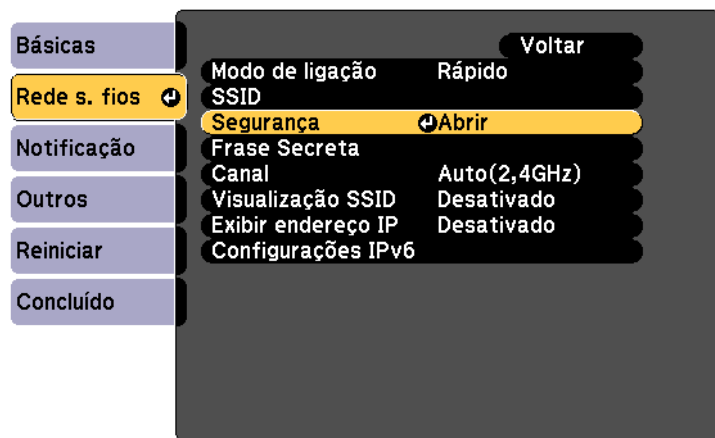 Básicas
Rede s. fios
Notificação
Outros
Reiniciar
Concluído
Voltar
Modo de ligação Rápido
SSID
Segurança Abrir
Frase Secreta
Canal Auto(2,4GHz)
Visualização SSID Desativado
Exibir endereço IP Desativado
Configurações IPv6